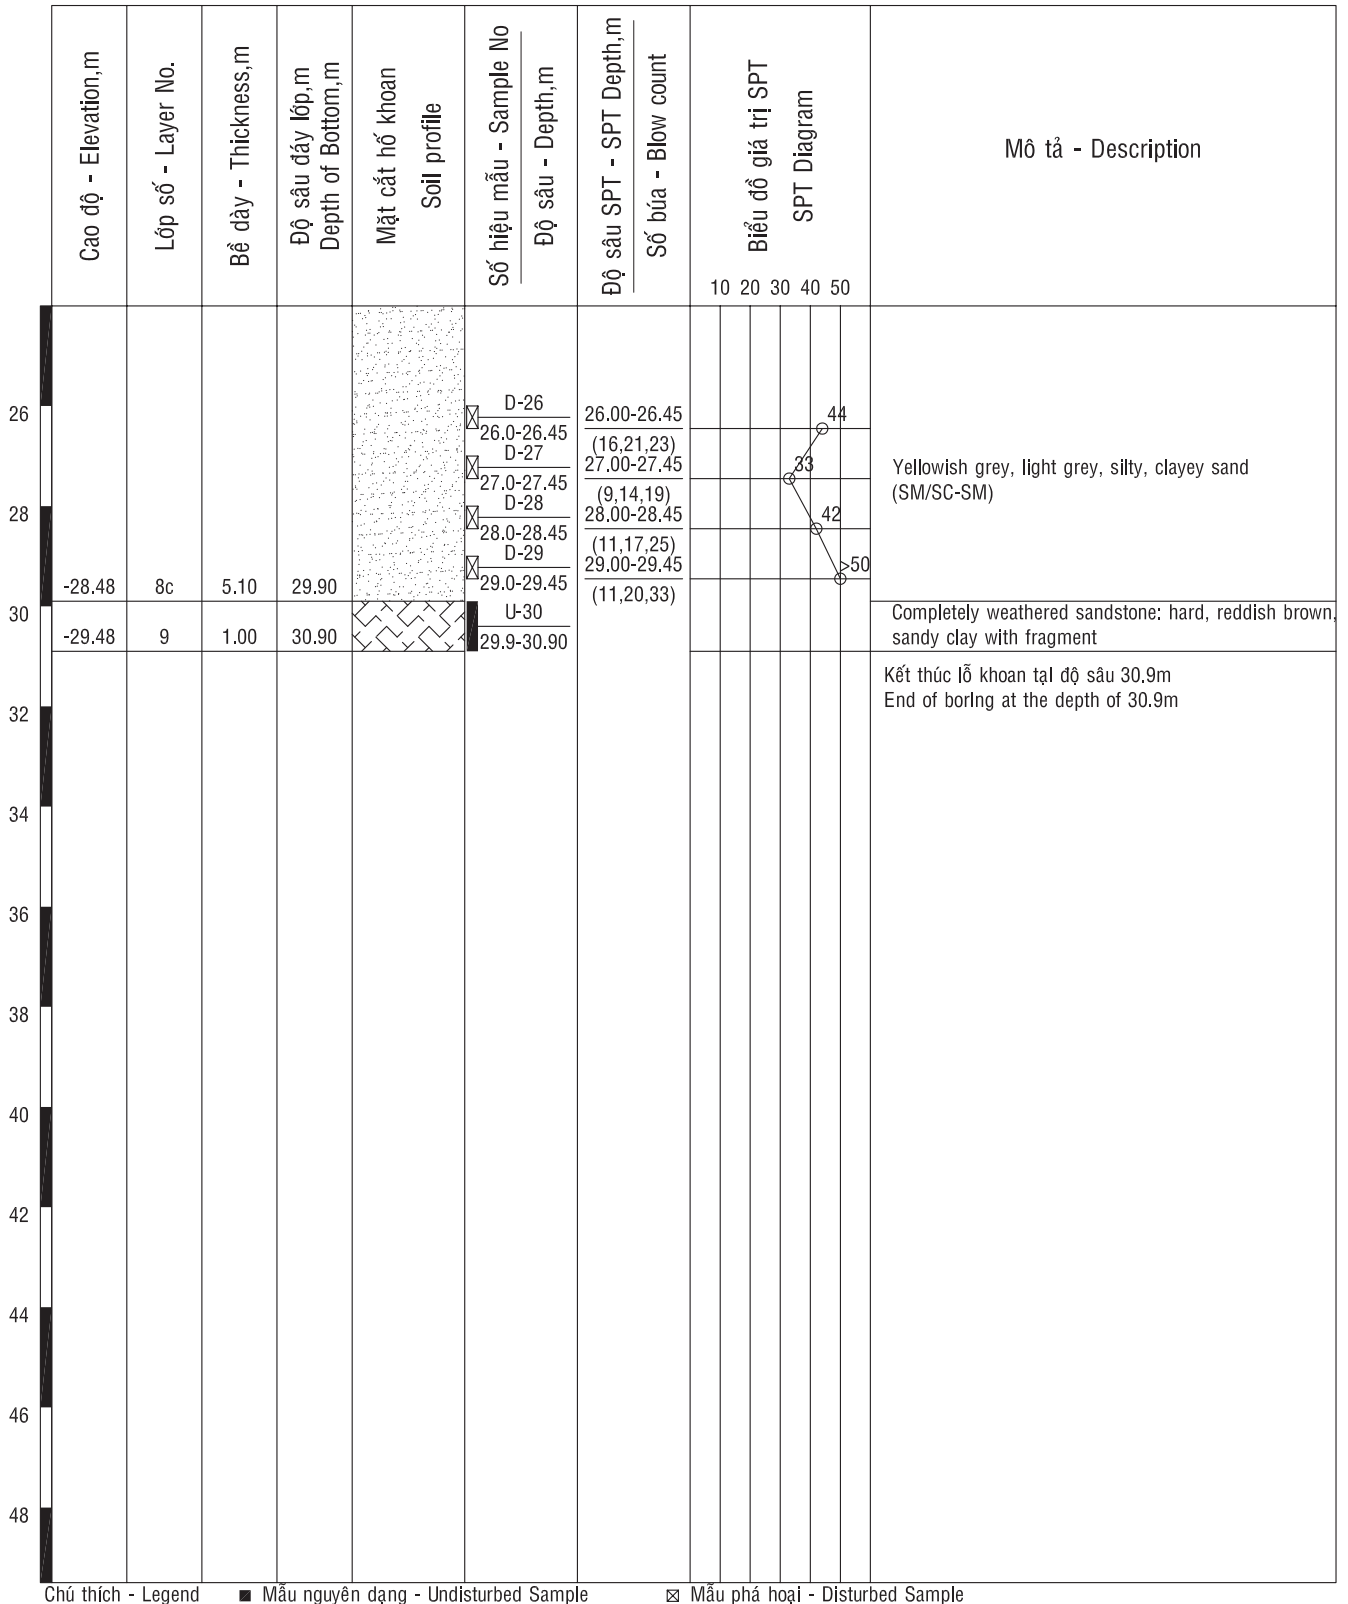 Cao độ - Elevation,m
Lớp số - Layer No.
Bề dày - Thickness,m
Độ sâu đáy lớp,m
Depth of Bottom,m
Mặt cắt hố khoan
Soil profile
Số hiệu mẫu - Sample No
Độ sâu - Depth,m
Độ sâu SPT - SPT Depth,m
Số búa - Blow count
Biểu đồ giá trị SPT
SPT Diagram
10 20 30 40 50
Mô tả - Description
26
D-26
26.0-26.45
26.00-26.45
(16,21,23)
44
D-27
27.0-27.45
27.00-27.45
(9,14,19)
33
Yellowish grey, light grey, silty, clayey sand
(SM/SC-SM)
28
D-28
28.0-28.45
28.00-28.45
(11,17,25)
42
D-29
29.0-29.45
29.00-29.45
(11,20,33)
>50
-28.48 8c 5.10 29.90
30
U-30
29.9-30.90
Completely weathered sandstone: hard, reddish brown,
sandy clay with fragment
-29.48 9 1.00 30.90
Kết thúc lỗ khoan tại độ sâu 30.9m
End of boring at the depth of 30.9m
32
34
36
38
40
42
44
46
48
Chú thích - Legend Mẫu nguyên dạng - Undisturbed Sample Mẫu phá hoại - Disturbed Sample